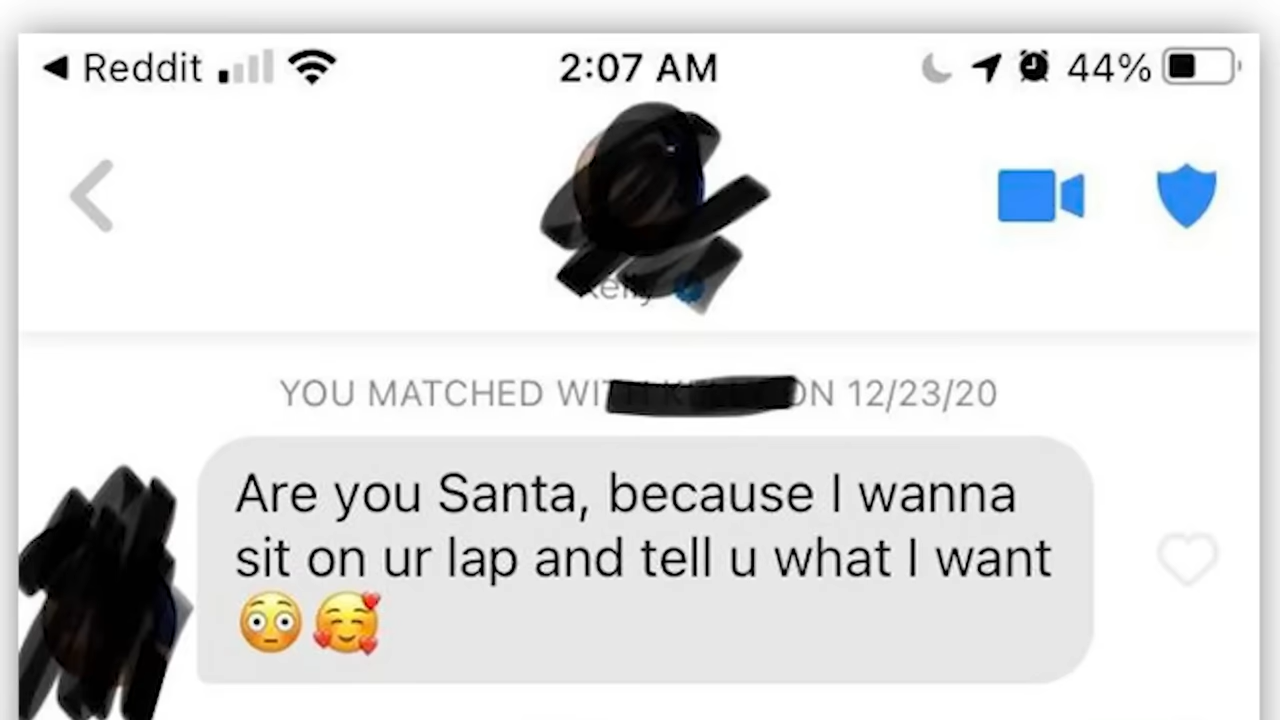 Reddit 2:07 AM 44%
YOU MATCHED WITH ON 12/23/20
Are you Santa, because I wanna
sit on ur lap and tell u what I want
😳🥰